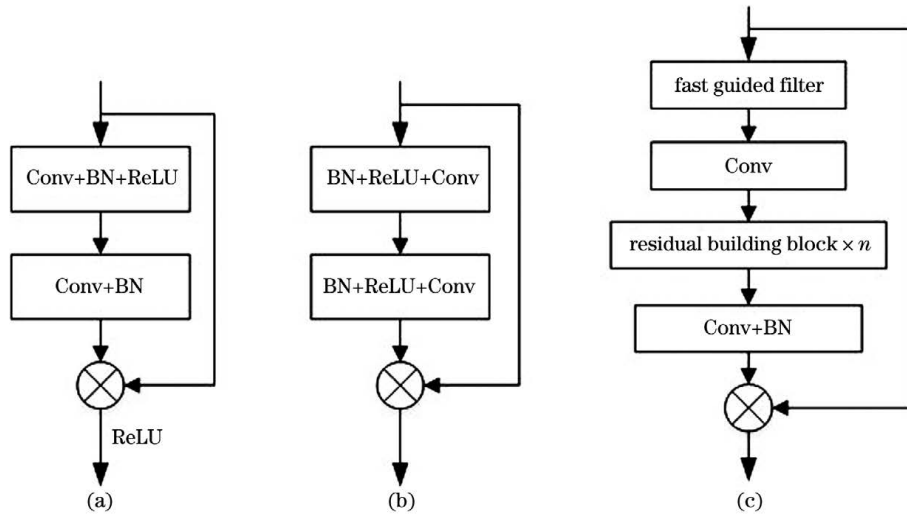 Conv+BN+ReLU
Conv+BN
ReLU
(a)
BN+ReLU+Conv
BN+ReLU+Conv
(b)
fast guided filter
Conv
residual building block × n
Conv+BN
(c)